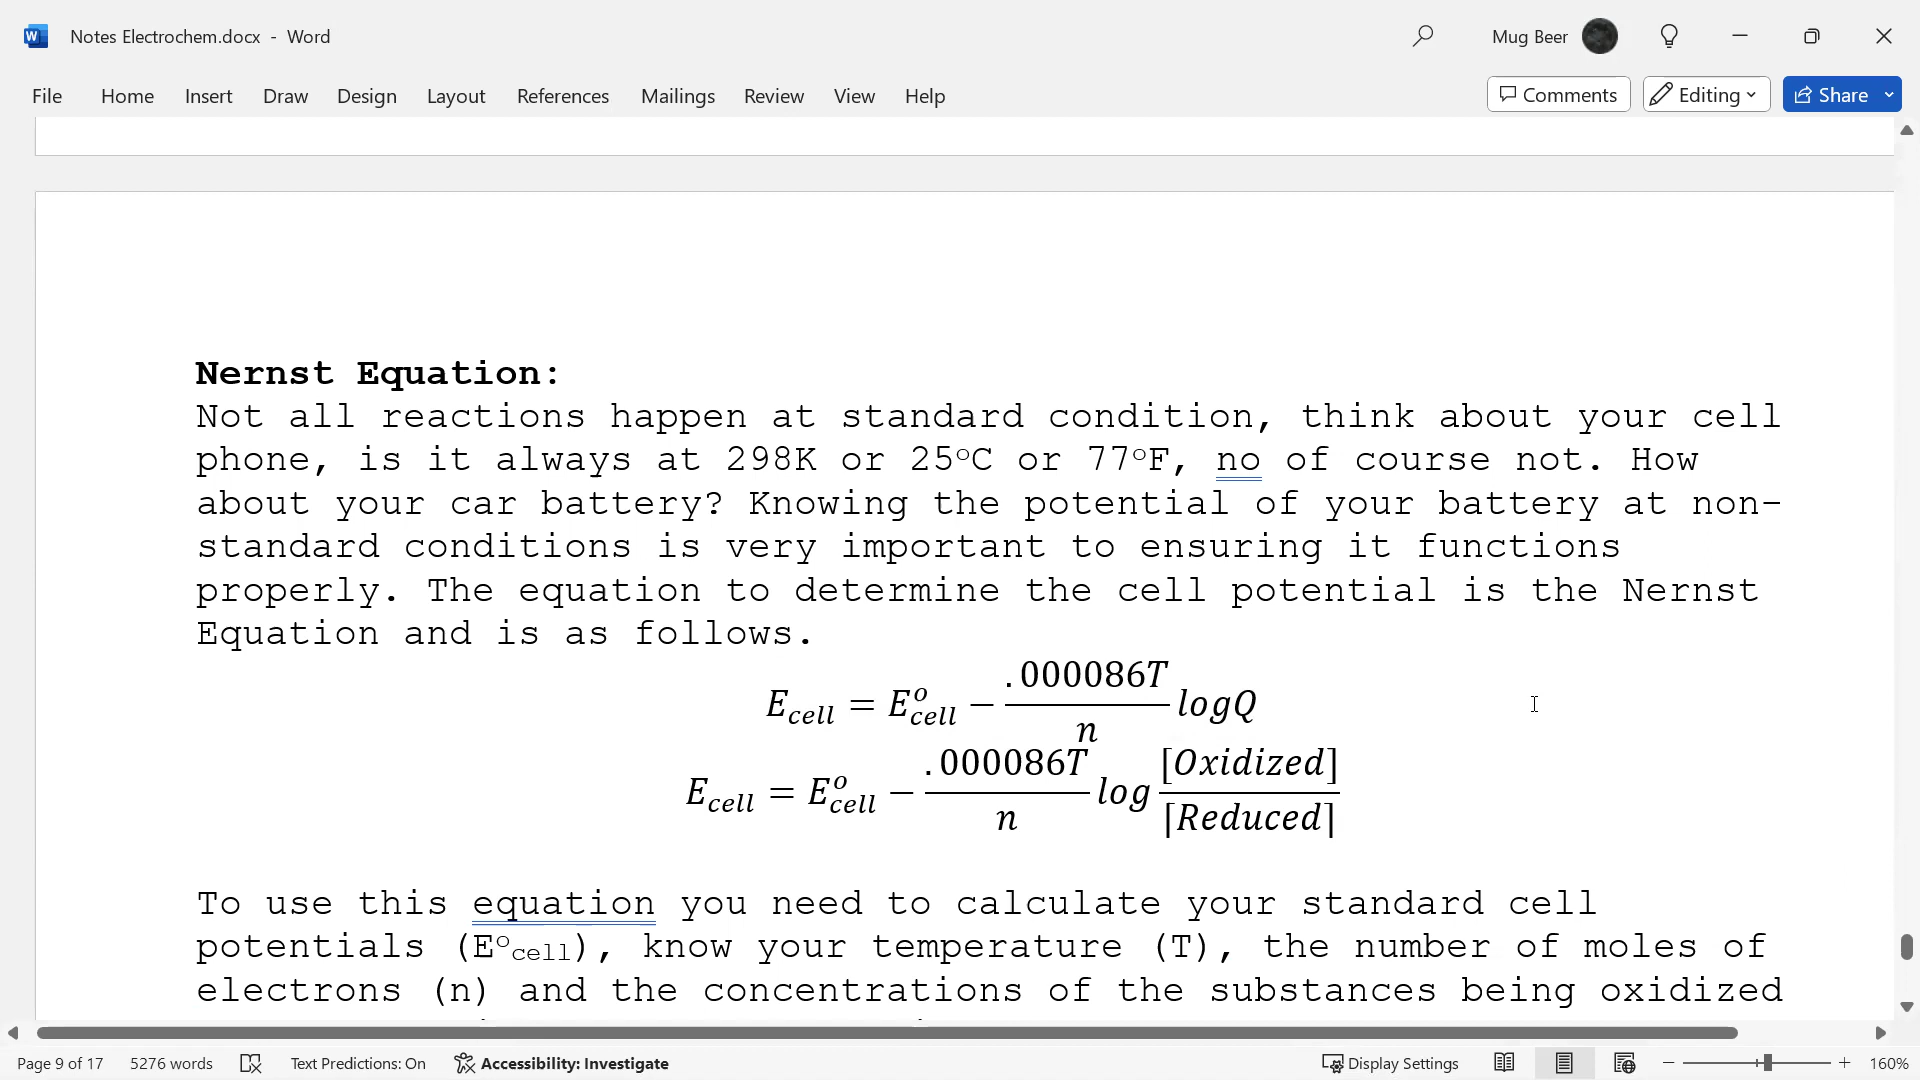 Notes Electrochem.docx - Word
Mug Beer
File Home Insert Draw Design Layout References Mailings Review View Help
Comments Editing Share
Nernst Equation:
Not all reactions happen at standard condition, think about your cell
phone, is it always at 298K or 25°C or 77°F, no of course not. How
about your car battery? Knowing the potential of your battery at non-
standard conditions is very important to ensuring it functions
properly. The equation to determine the cell potential is the Nernst
Equation and is as follows.
E_cell = E^o_cell − .000086T/n logQ
E_cell = E^o_cell − .000086T/n log [Oxidized]/[Reduced]
To use this equation you need to calculate your standard cell
potentials (E°cell), know your temperature (T), the number of moles of
electrons (n) and the concentrations of the substances being oxidized
Page 9 of 17 5276 words Text Predictions: On Accessibility: Investigate Display Settings 160%